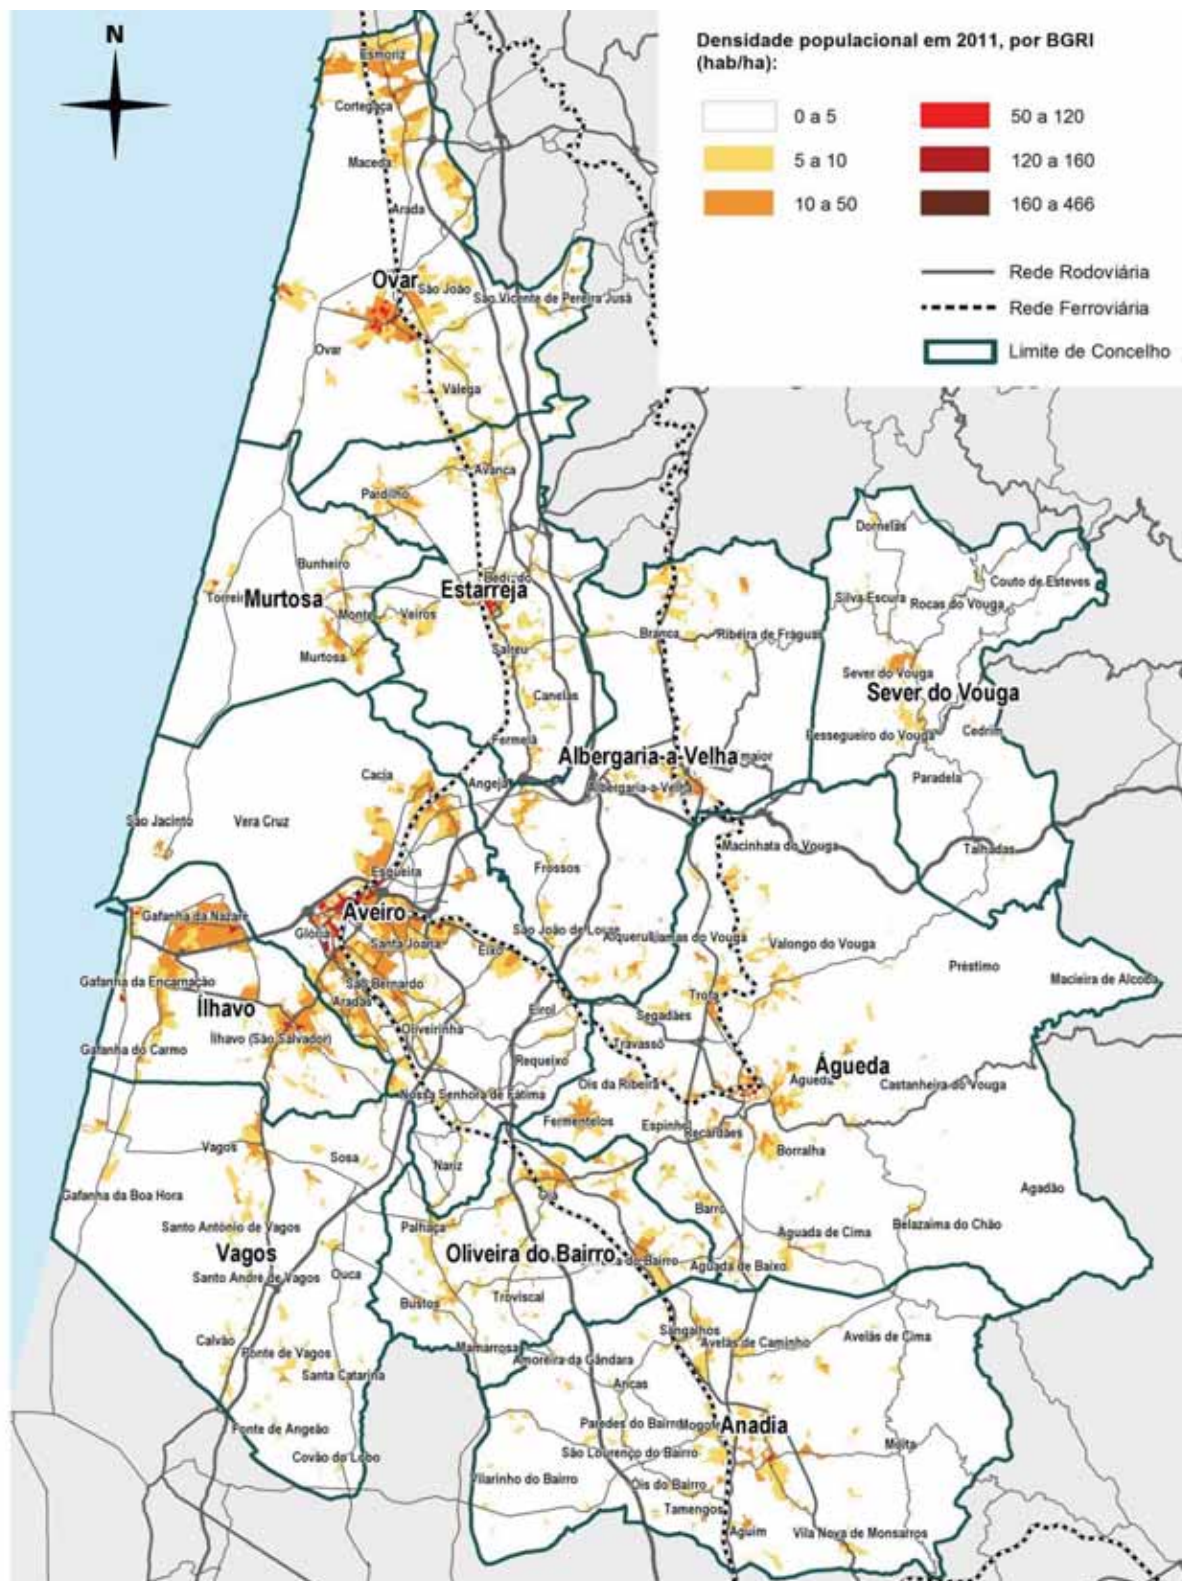 N
Densidade populacional em 2011, por BGRI
(hab/ha):
0 a 5
50 a 120
5 a 10
120 a 160
10 a 50
160 a 466
Rede Rodoviária
Rede Ferroviária
Limite de Concelho
Esmoriz
Cortegaça
Maceda
Arada
Ovar
São João
São Vicente de Pereira Jusã
Ovar
Válega
Avanca
Pardilho
Dornelas
Bunheiro
Couto de Esteves
Estarreja
Murtosa
Silva Escura
Rocas do Vouga
Monte
Veiros
Branca
Ribeira de Fráguas
Salreu
Murtosa
Sever do Vouga
Sever do Vouga
Canelas
Cedrim
Pessegueiro do Vouga
Fermelã
Albergaria-a-Velha
maior
Cacia
Angeja
Albergaria-a-Velha
Paradela
São Jacinto
Vera Cruz
Macinhata do Vouga
Talhadas
Esgueira
Frossos
Gafanha da Nazaré
Aveiro
Glória
Santa Joana
Eixo
São João de Loure
Valongo do Vouga
Préstimo
Gafanha da Encarnação
São Bernardo
Macieira de Alcoba
Trofa
Aradas
Ílhavo
Eirol
Segadães
Ílhavo (São Salvador)
Oliveirinha
Travassô
Gafanha do Carmo
Requeixo
Águeda
Óis da Ribeira
Castanheira do Vouga
Nossa Senhora de Fátima
Fermentelos
Espinhel
Recardães
Vagos
Borralha
Sosa
Nariz
Gafanha da Boa Hora
Oiã
Agadão
Barrô
Santo António de Vagos
Palhaça
Belazaima do Chão
Aguada de Cima
Vagos
Oliveira do Bairro
do Bairro
Aguada de Baixo
Santo André de Vagos
Ouca
Bustos
Troviscal
Calvão
Sangalhos
Avelãs de Caminho
Avelãs de Cima
Ponte de Vagos
Mamarrosa
Amoreira da Gândara
Santa Catarina
Ancas
Fonte de Angeão
Paredes do Bairro
Anadia
Covão do Lobo
São Lourenço do Bairro
Moita
Vilarinho do Bairro
Óis do Bairro
Tamengos
Aguim
Vila Nova de Monsarros